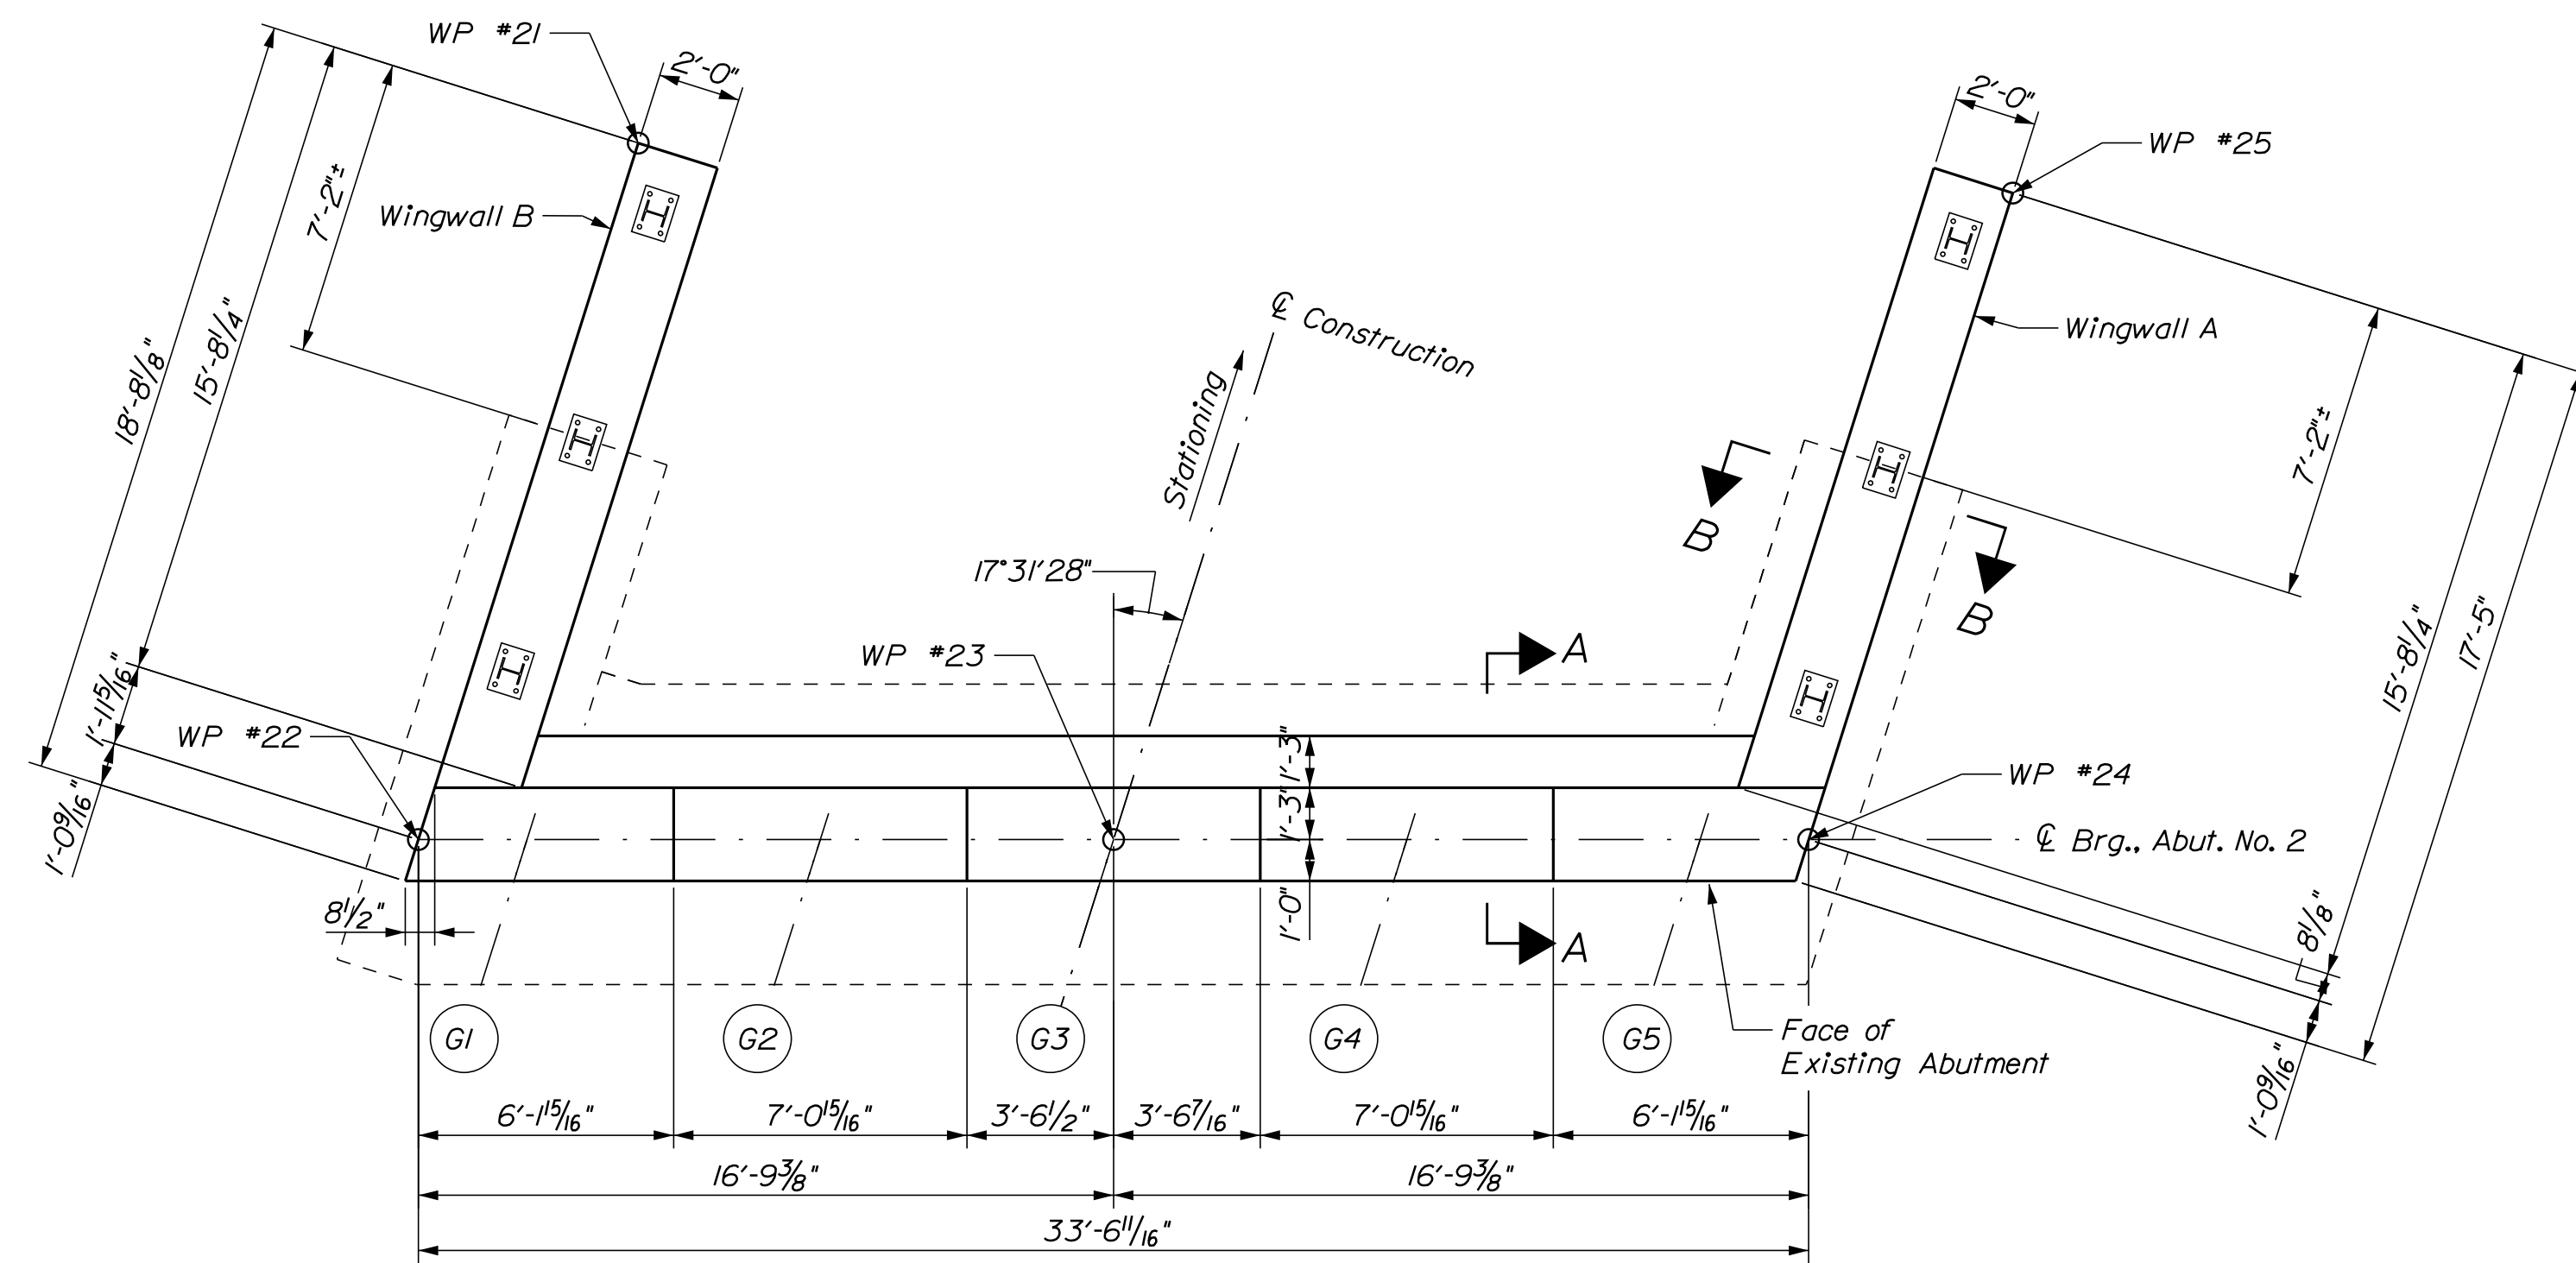 WP #21
2'-0"
2'-0"
WP #25
7'-2"±
Wingwall B
18'-8 1/8"
15'-8 1/4"
℄ Construction
Wingwall A
Stationing
7'-2"±
B
B
17°31'28"
WP #23
A
15'-8 1/4"
17'-5"
1'-11 5/16"
WP #22
1'-3"
WP #24
1'-0 9/16"
1'-3"
℄ Brg., Abut. No. 2
8 1/2"
1'-0"
A
8 1/8"
G1
G2
G3
G4
G5
Face of
Existing Abutment
1'-0 9/16"
6'-1 15/16"
7'-0 15/16"
3'-6 1/2"
3'-6 7/16"
7'-0 15/16"
6'-1 15/16"
16'-9 3/8"
16'-9 3/8"
33'-6 11/16"